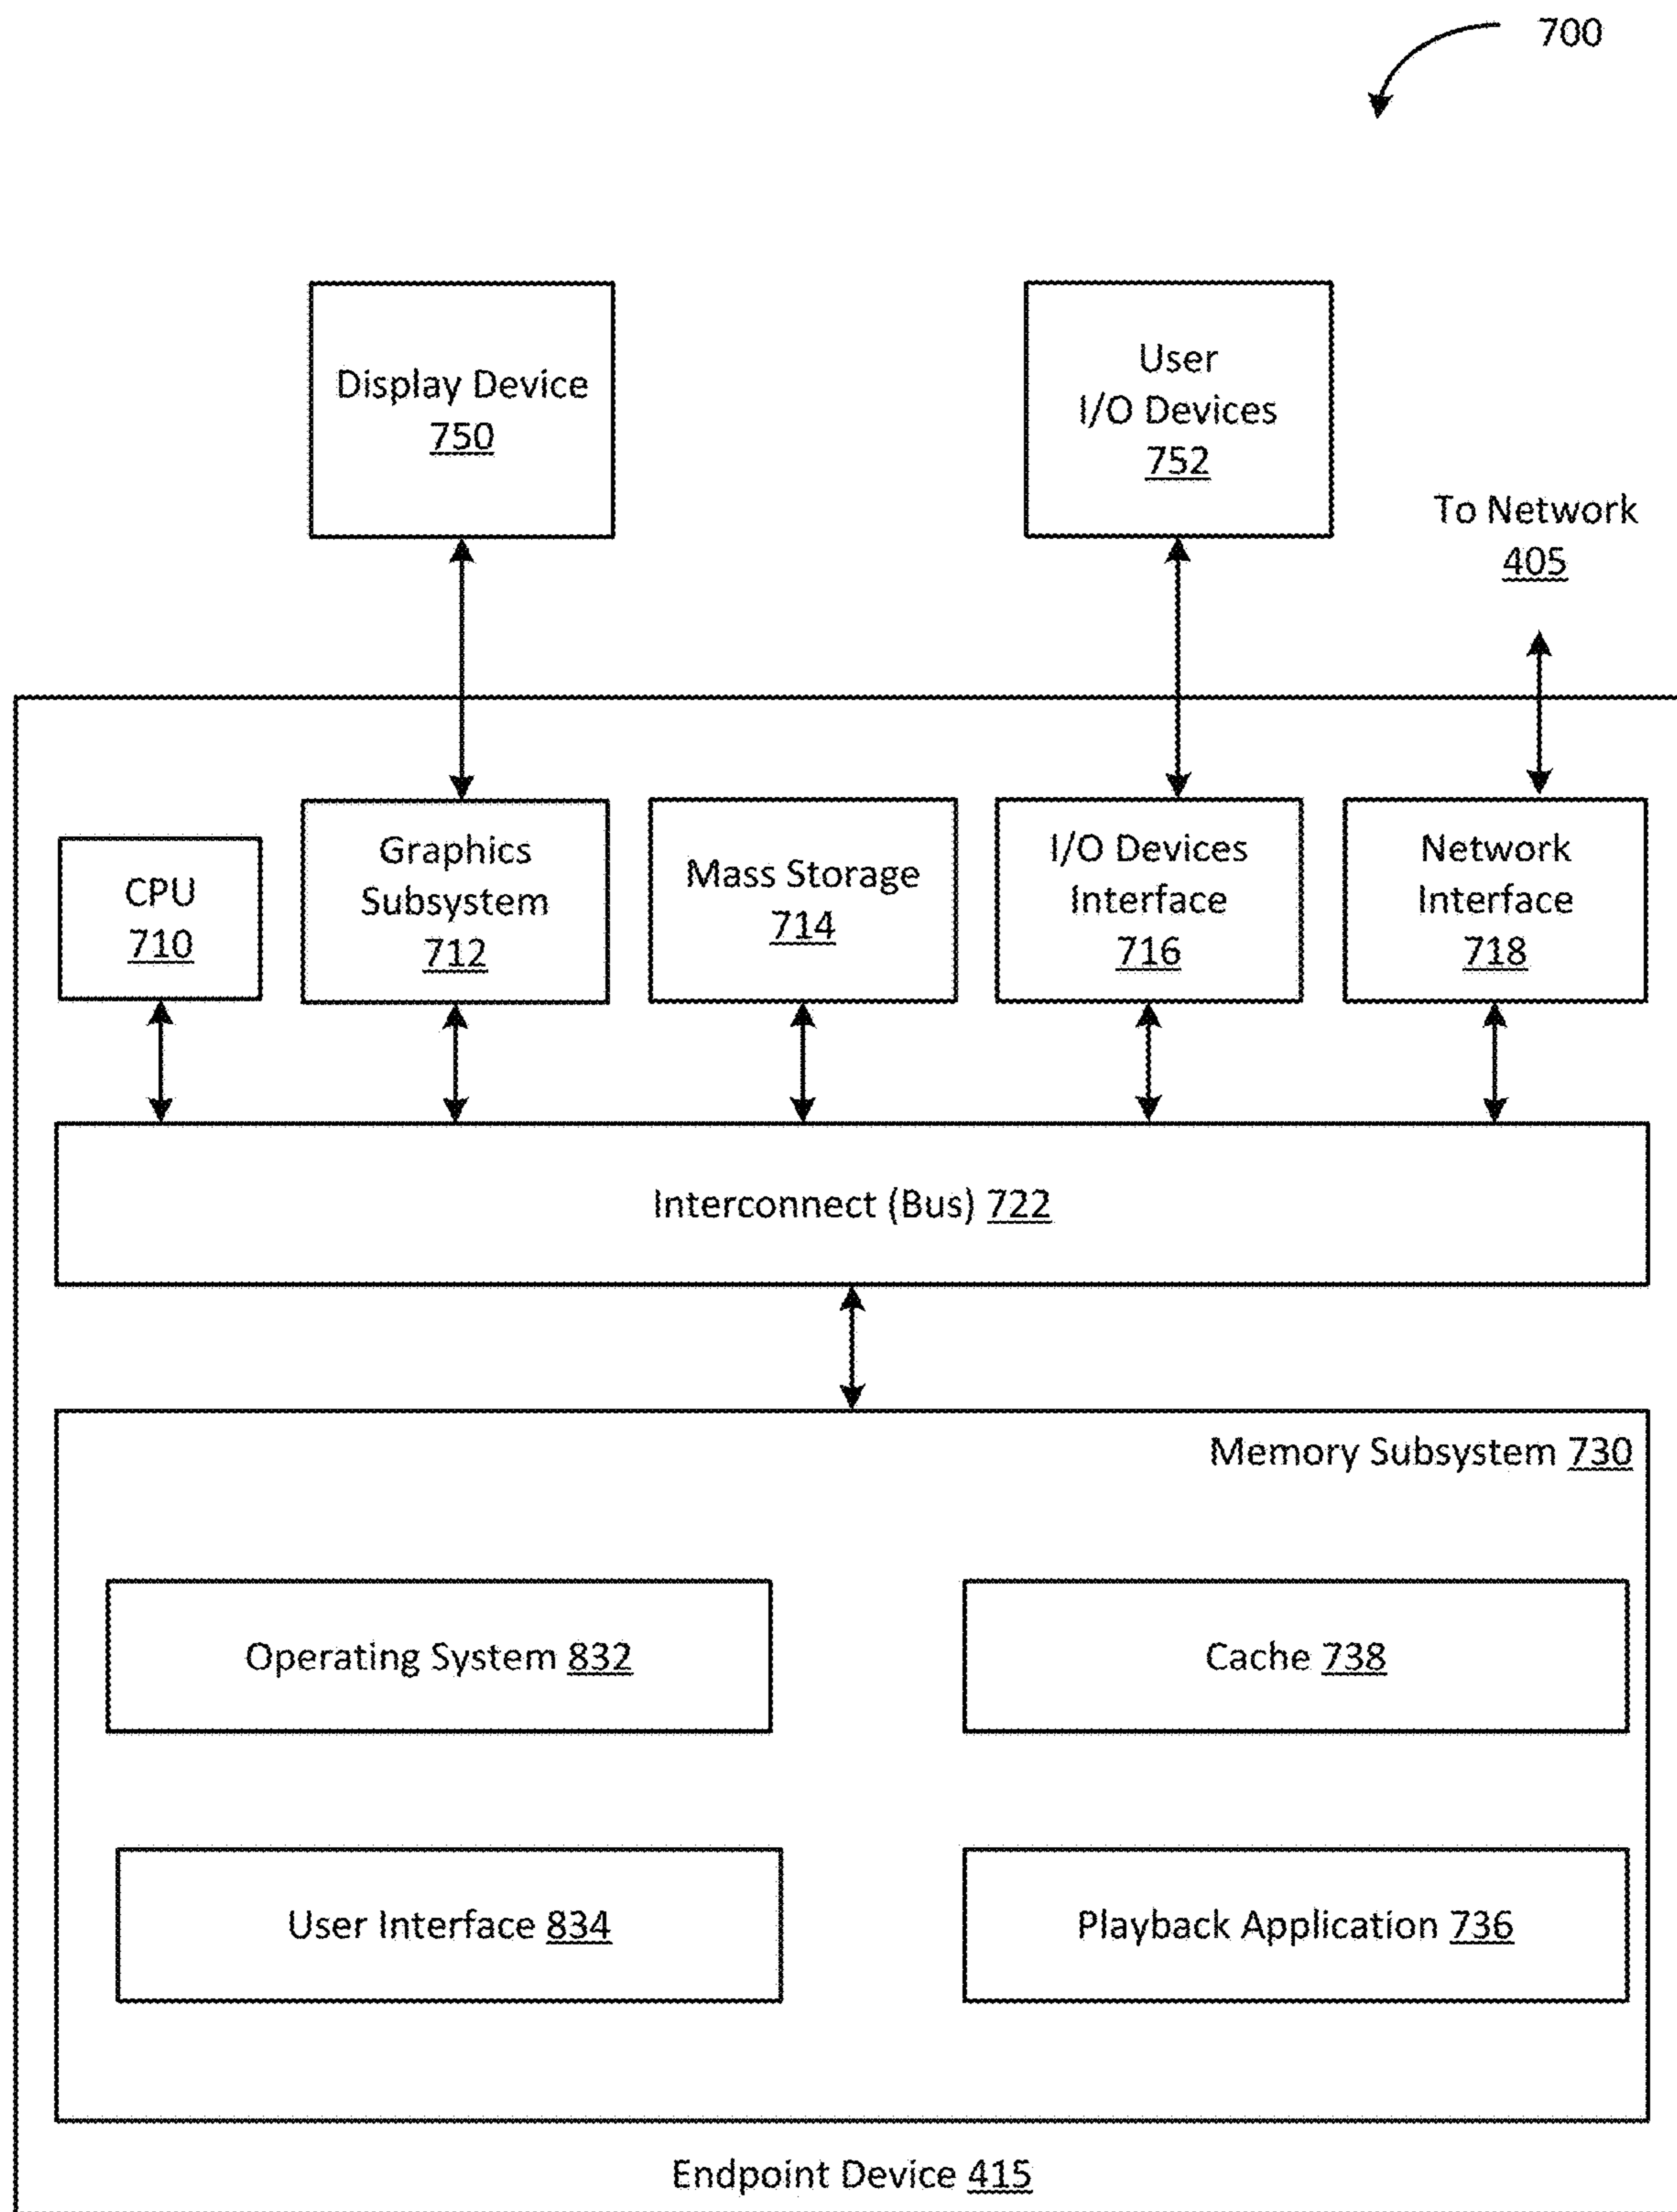 700
Display Device
750
User
I/O Devices
752
To Network
405
CPU
710
Graphics
Subsystem
712
Mass Storage
714
I/O Devices
Interface
716
Network
Interface
718
Interconnect (Bus) 722
Memory Subsystem 730
Operating System 832
Cache 738
User Interface 834
Playback Application 736
Endpoint Device 415